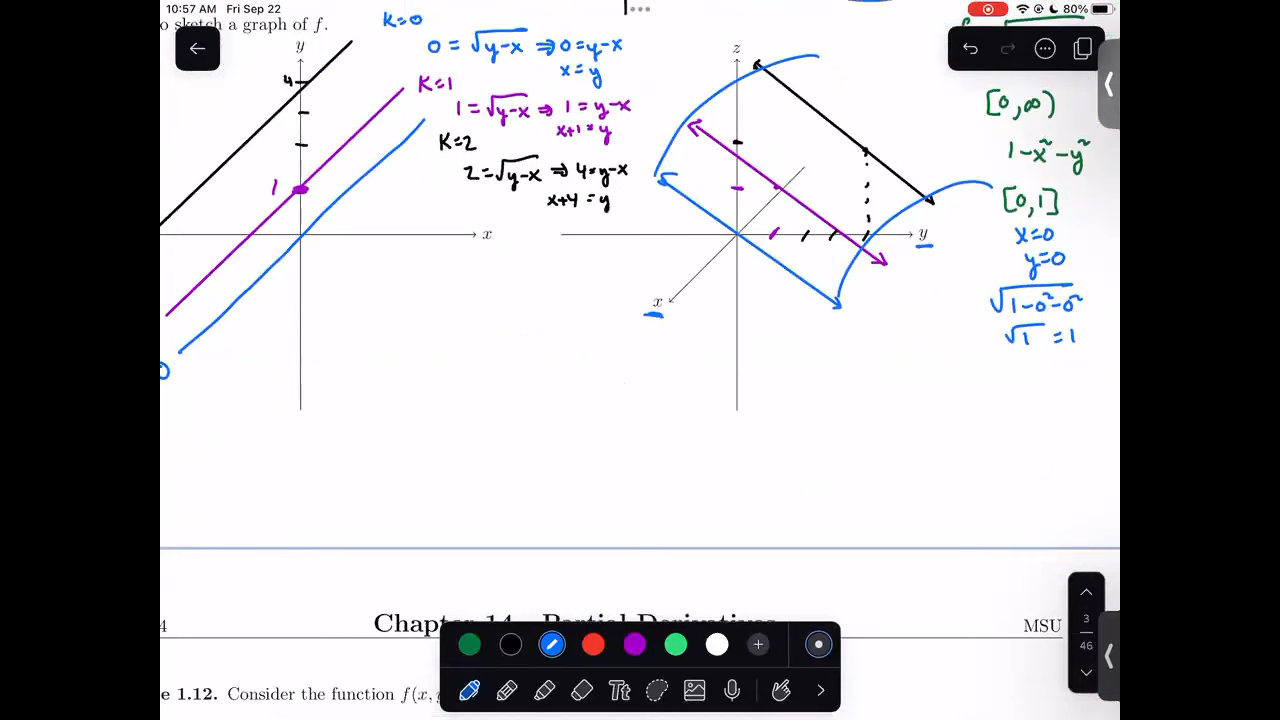 10:57 AM Fri Sep 22
80%
o sketch a graph of f.
K=0
0 = √y-x ⇒ 0 = y-x
x = y
K=1
1 = √y-x ⇒ 1 = y-x
x+1 = y
K=2
2 = √y-x ⇒ 4 = y-x
x+4 = y
y
4
1
x
z
y
x
[0,∞)
1-x²-y²
[0,1]
x=0
y=0
√1-0²-0²
√1 = 1
4
Chapter 14 Partial Derivatives
MSU
3
46
e 1.12. Consider the function f(x, y
Tt